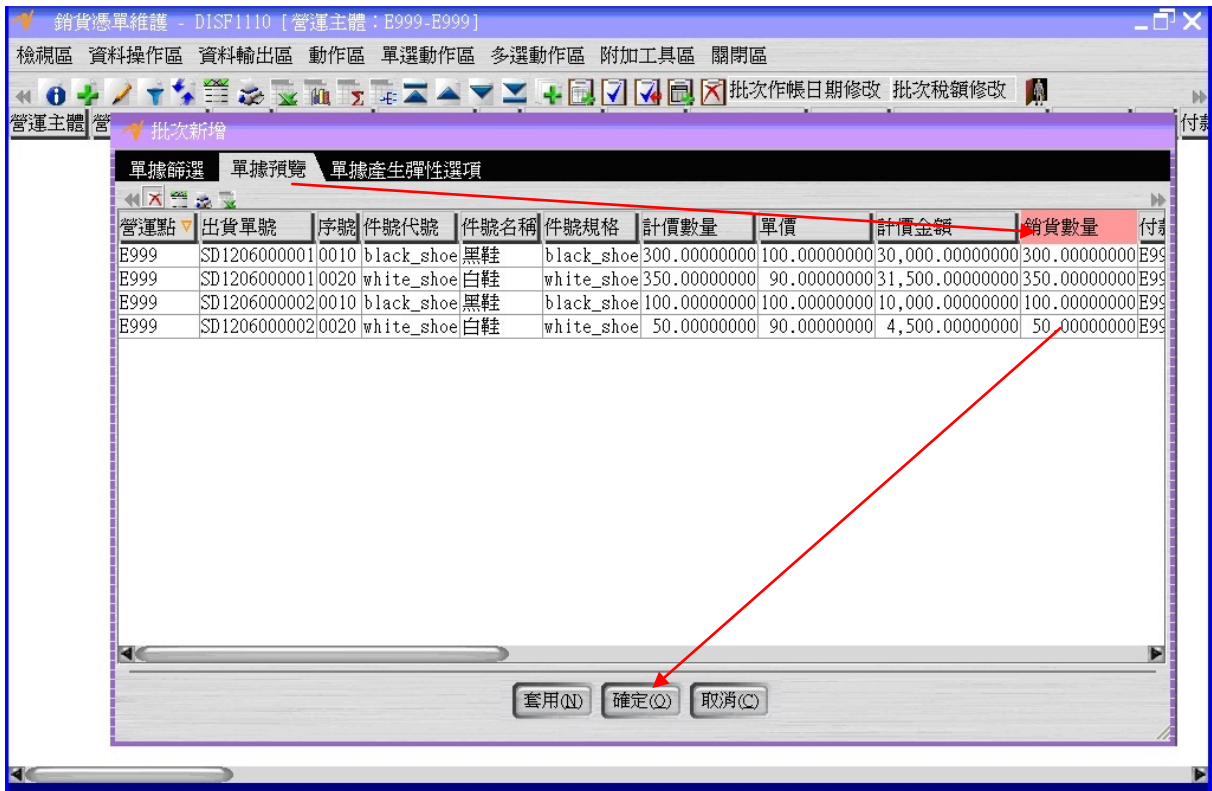 銷貨憑單維護 - DISF1110 [營運主體：E999-E999]
檢視區 資料操作區 資料輸出區 動作區 單選動作區 多選動作區 附加工具區 關閉區
批次作帳日期修改 批次稅額修改
營運主體 營 付款
批次新增
單據篩選 單據預覽 單據產生彈性選項
營運點 出貨單號 序號 件號代號 件號名稱 件號規格 計價數量 單價 計價金額 銷貨數量 付款
E999 SD1206000001 0010 black_shoe 黑鞋 black_shoe 300.00000000 100.00000000 30,000.00000000 300.00000000 E99
E999 SD1206000001 0020 white_shoe 白鞋 white_shoe 350.00000000 90.00000000 31,500.00000000 350.00000000 E99
E999 SD1206000002 0010 black_shoe 黑鞋 black_shoe 100.00000000 100.00000000 10,000.00000000 100.00000000 E99
E999 SD1206000002 0020 white_shoe 白鞋 white_shoe 50.00000000 90.00000000 4,500.00000000 50.00000000 E99
套用(N) 確定(O) 取消(C)